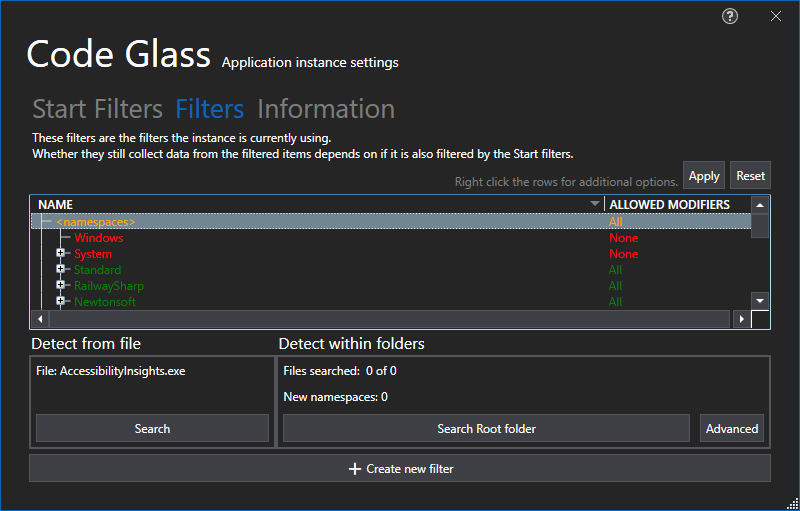 Code Glass Application instance settings
Start Filters Filters Information
These filters are the filters the instance is currently using.
Whether they still collect data from the filtered items depends on if it is also filtered by the Start filters.
Right click the rows for additional options. Apply Reset
NAME ALLOWED MODIFIERS
<namespaces> All
Windows None
System None
Standard All
RailwaySharp All
Newtonsoft All
Detect from file Detect within folders
File: AccessibilityInsights.exe Files searched: 0 of 0
New namespaces: 0
Search Search Root folder Advanced
+ Create new filter